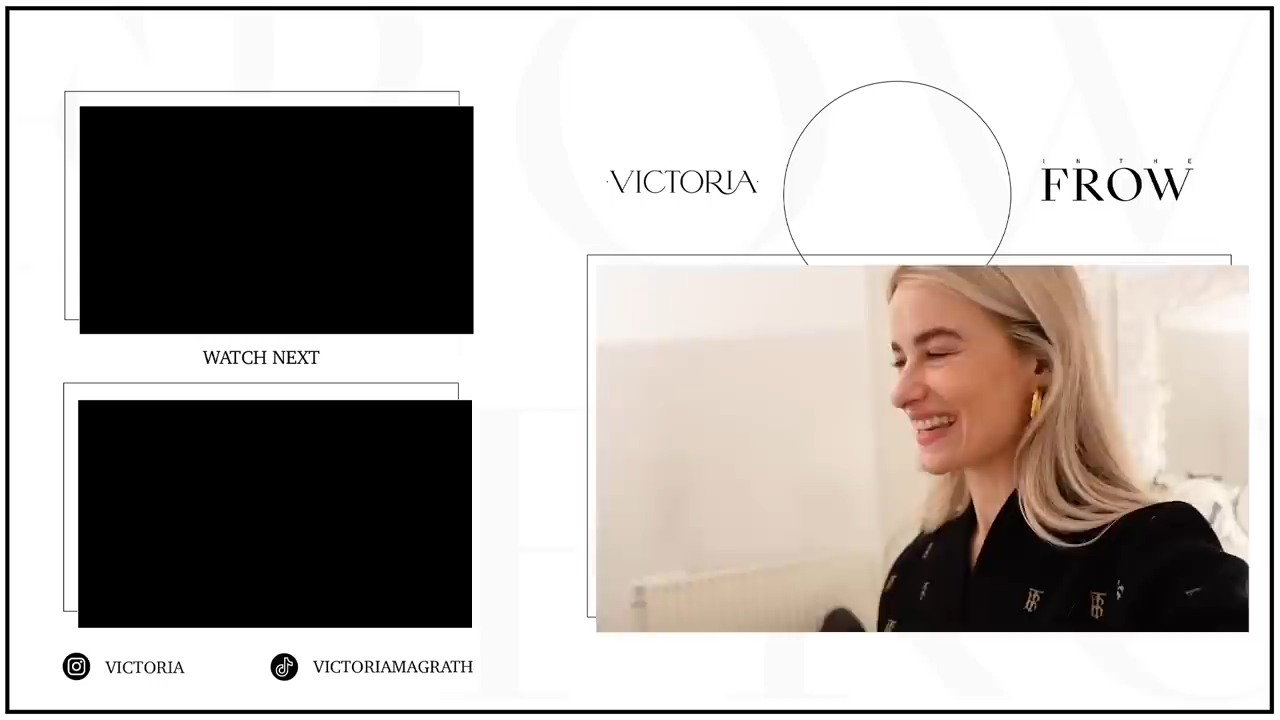 WATCH NEXT
VICTORIA
VICTORIAMAGRATH
VICTORIA
IN THE
FROW